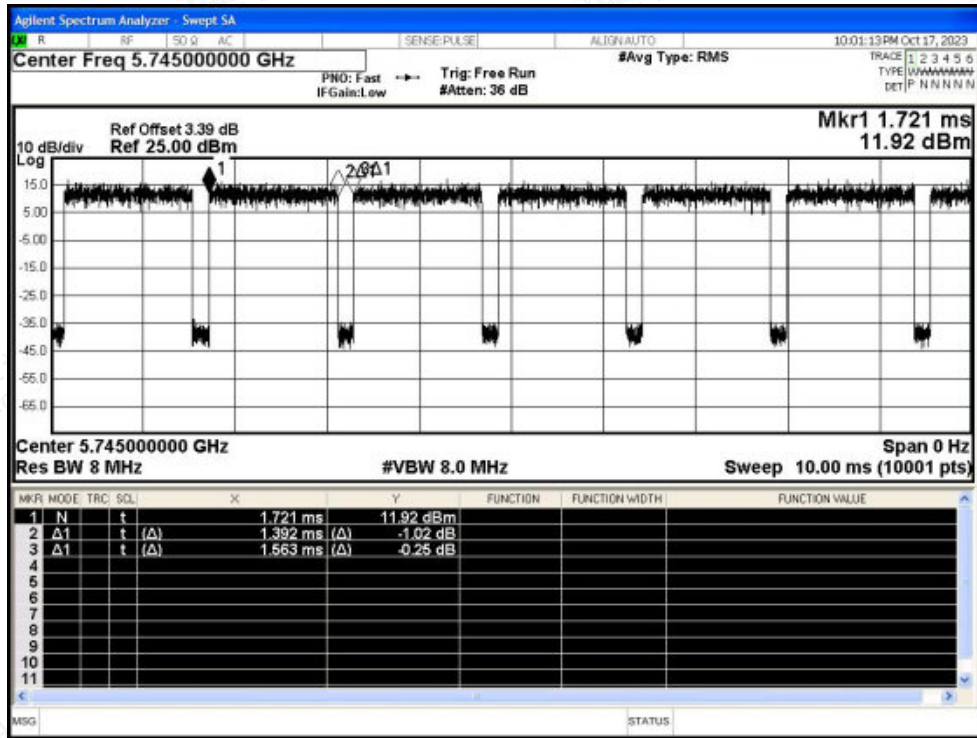 Agilent Spectrum Analyzer - Swept SA
R RF 50 Ω AC SENSE:PULSE ALIGN AUTO 10:01:13 PM Oct 17, 2023
Center Freq 5.745000000 GHz #Avg Type: RMS TRACE 1 2 3 4 5 6
PNO: Fast Trig: Free Run TYPE
IFGain:Low #Atten: 36 dB DET P N N N N N
Mkr1 1.721 ms
Ref Offset 3.39 dB 11.92 dBm
10 dB/div Ref 25.00 dBm
Log
1 2Δ1 3Δ1
15.0
5.00
-5.00
-15.0
-25.0
-35.0
-45.0
-55.0
-65.0
Center 5.745000000 GHz Span 0 Hz
Res BW 8 MHz #VBW 8.0 MHz Sweep 10.00 ms (10001 pts)
MKR MODE TRC SCL X Y FUNCTION FUNCTION WIDTH FUNCTION VALUE
1 N t 1.721 ms 11.92 dBm
2 Δ1 t (Δ) 1.392 ms (Δ) -1.02 dB
3 Δ1 t (Δ) 1.563 ms (Δ) -0.25 dB
4
5
6
7
8
9
10
11
MSG STATUS